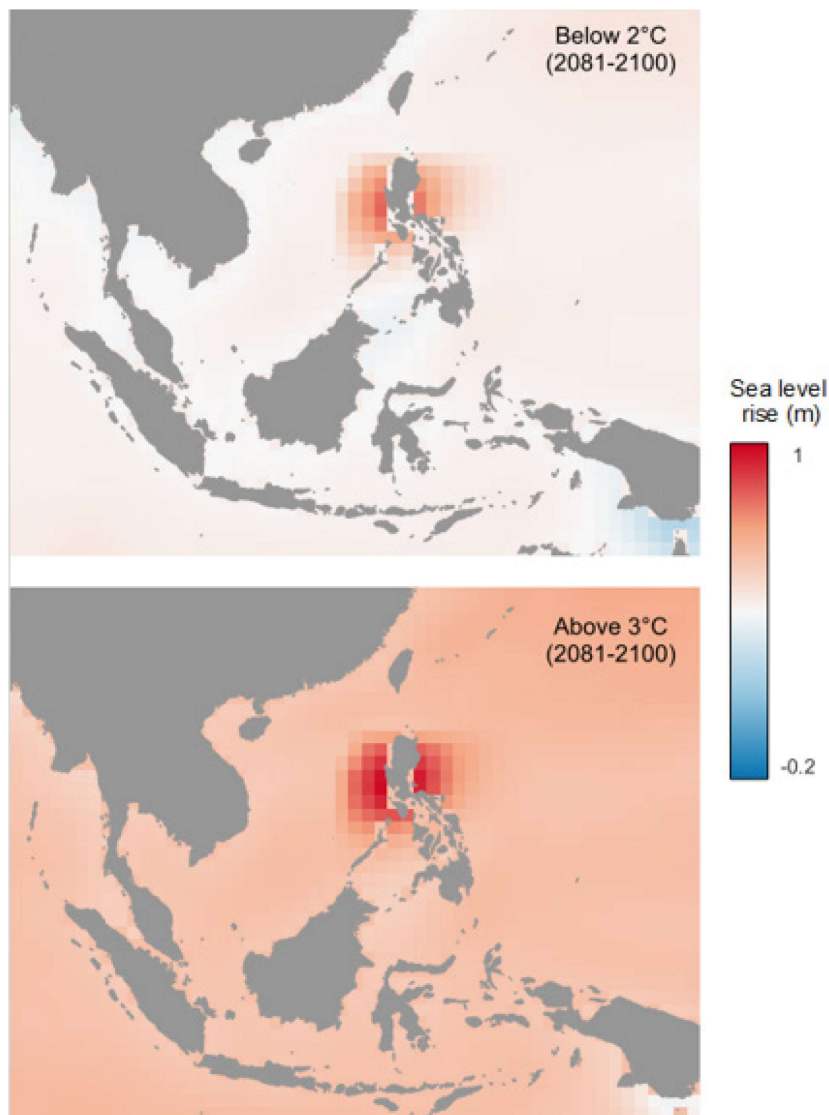 Below 2°C
(2081-2100)
Sea level
rise (m)
1
-0.2
Above 3°C
(2081-2100)